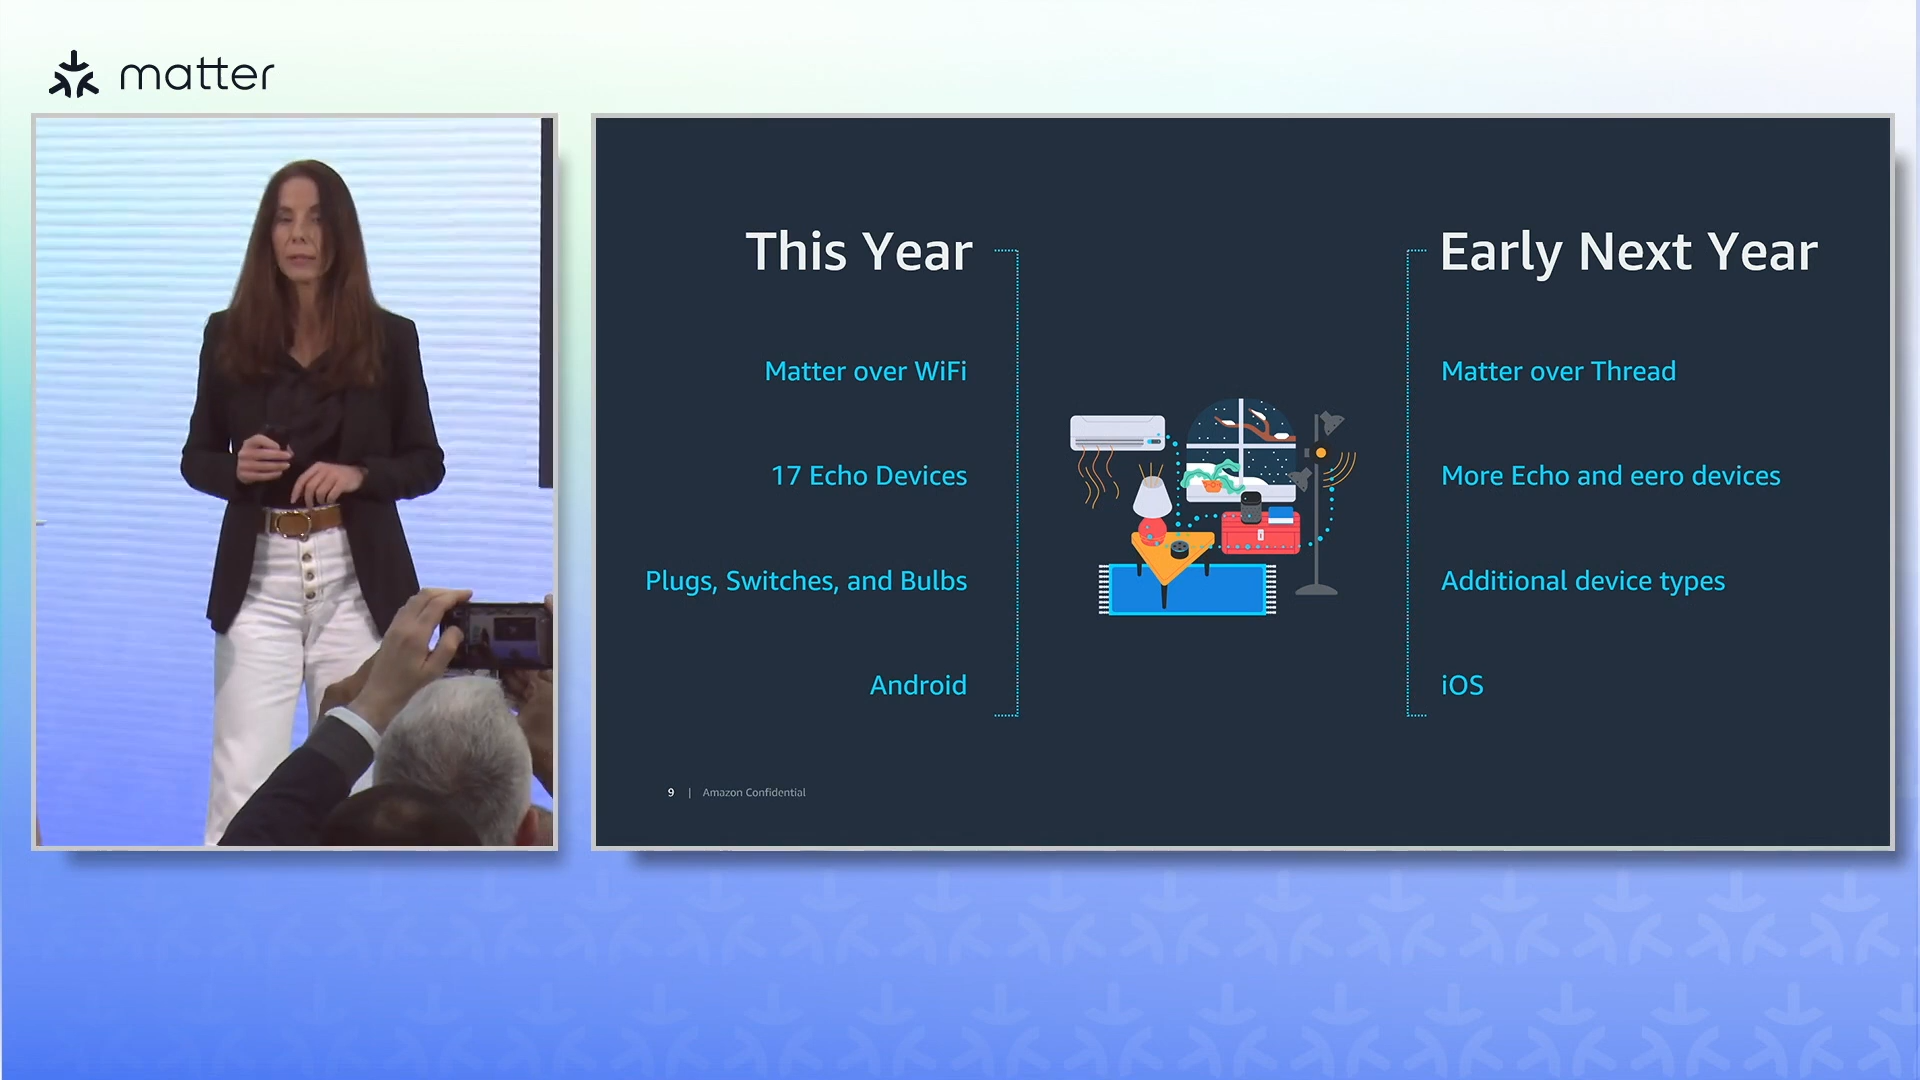 matter
This Year
Matter over WiFi
17 Echo Devices
Plugs, Switches, and Bulbs
Android
Early Next Year
Matter over Thread
More Echo and eero devices
Additional device types
iOS
9 | Amazon Confidential